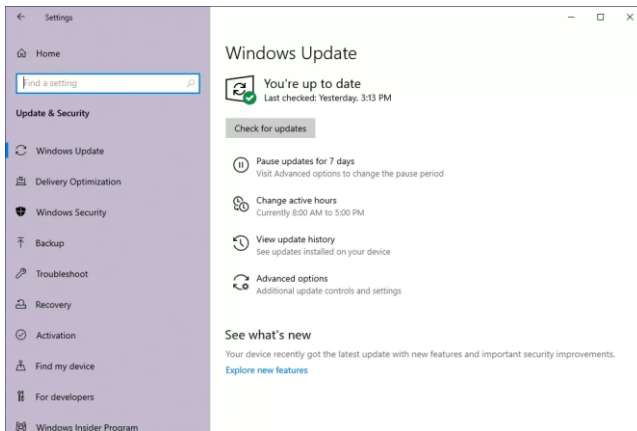 Settings
Home
Find a setting
Update & Security
Windows Update
Delivery Optimization
Windows Security
Backup
Troubleshoot
Recovery
Activation
Find my device
For developers
Windows Insider Program
Windows Update
You're up to date
Last checked: Yesterday, 3:13 PM
Check for updates
Pause updates for 7 days
Visit Advanced options to change the pause period
Change active hours
Currently 8:00 AM to 5:00 PM
View update history
See updates installed on your device
Advanced options
Additional update controls and settings
See what's new
Your device recently got the latest update with new features and important security improvements.
Explore new features